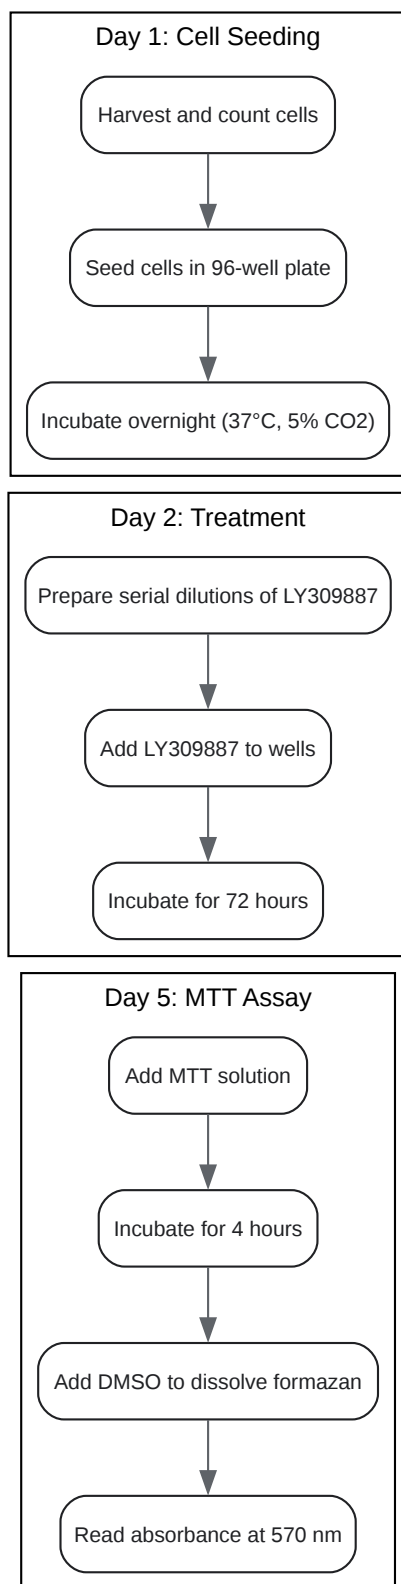 Day 1: Cell Seeding
Harvest and count cells
Seed cells in 96-well plate
Incubate overnight (37°C, 5% CO2)
Day 2: Treatment
Prepare serial dilutions of LY309887
Add LY309887 to wells
Incubate for 72 hours
Day 5: MTT Assay
Add MTT solution
Incubate for 4 hours
Add DMSO to dissolve formazan
Read absorbance at 570 nm